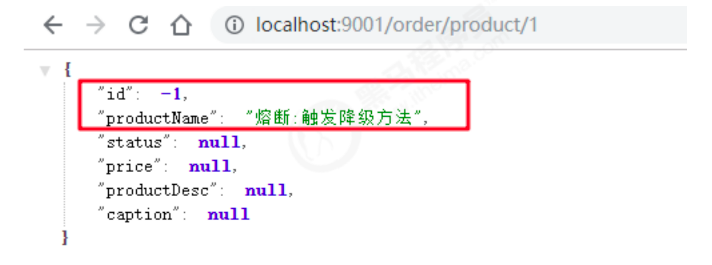 localhost:9001/order/product/1
{
"id": -1,
"productName": "熔断:触发降级方法",
"status": null,
"price": null,
"productDesc": null,
"caption": null
}